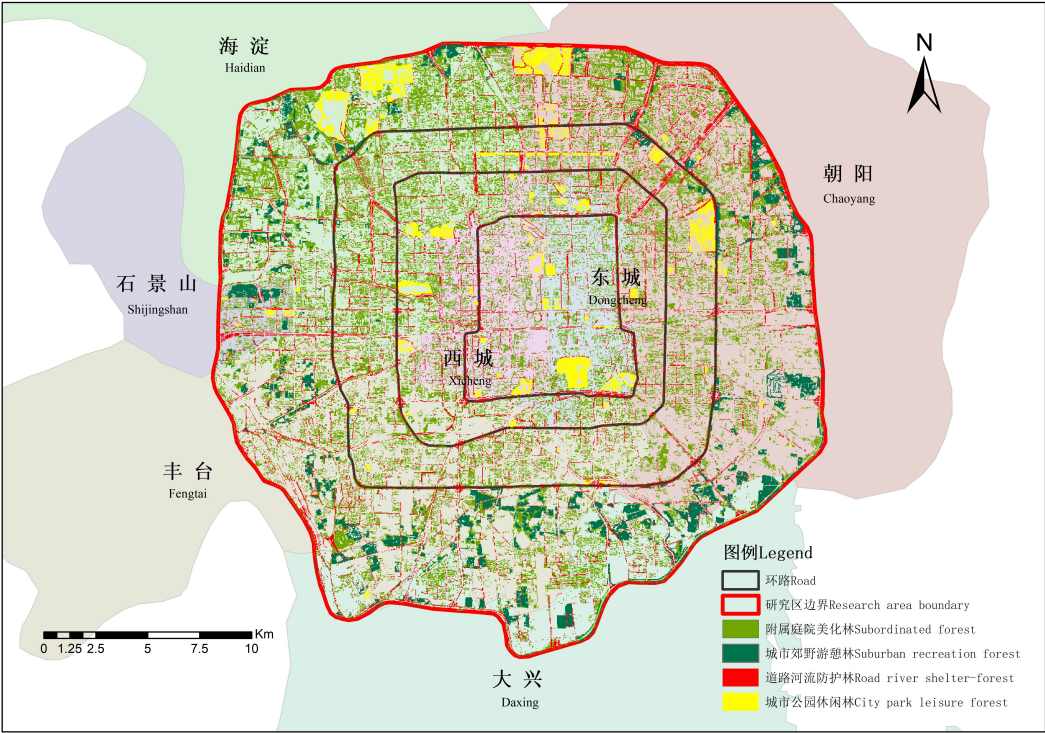 海 淀
Haidian
N
朝 阳
Chaoyang
石 景 山
Shijingshan
东 城
Dongcheng
西 城
Xicheng
丰 台
Fengtai
大 兴
Daxing
0 1.25 2.5 5 7.5 10 Km
图例Legend
环路Road
研究区边界Research area boundary
附属庭院美化林Subordinated forest
城市郊野游憩林Suburban recreation forest
道路河流防护林Road river shelter-forest
城市公园休闲林City park leisure forest